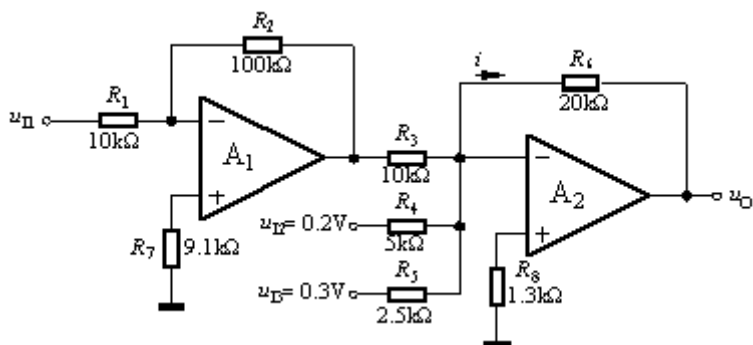 R2
100kΩ
i
R6
20kΩ
R1
uI1
10kΩ
−
A1
+
R3
10kΩ
−
A2
+
uO
R4
uI2= 0.2V
5kΩ
R7
9.1kΩ
R5
uI3= 0.3V
2.5kΩ
R8
1.3kΩ